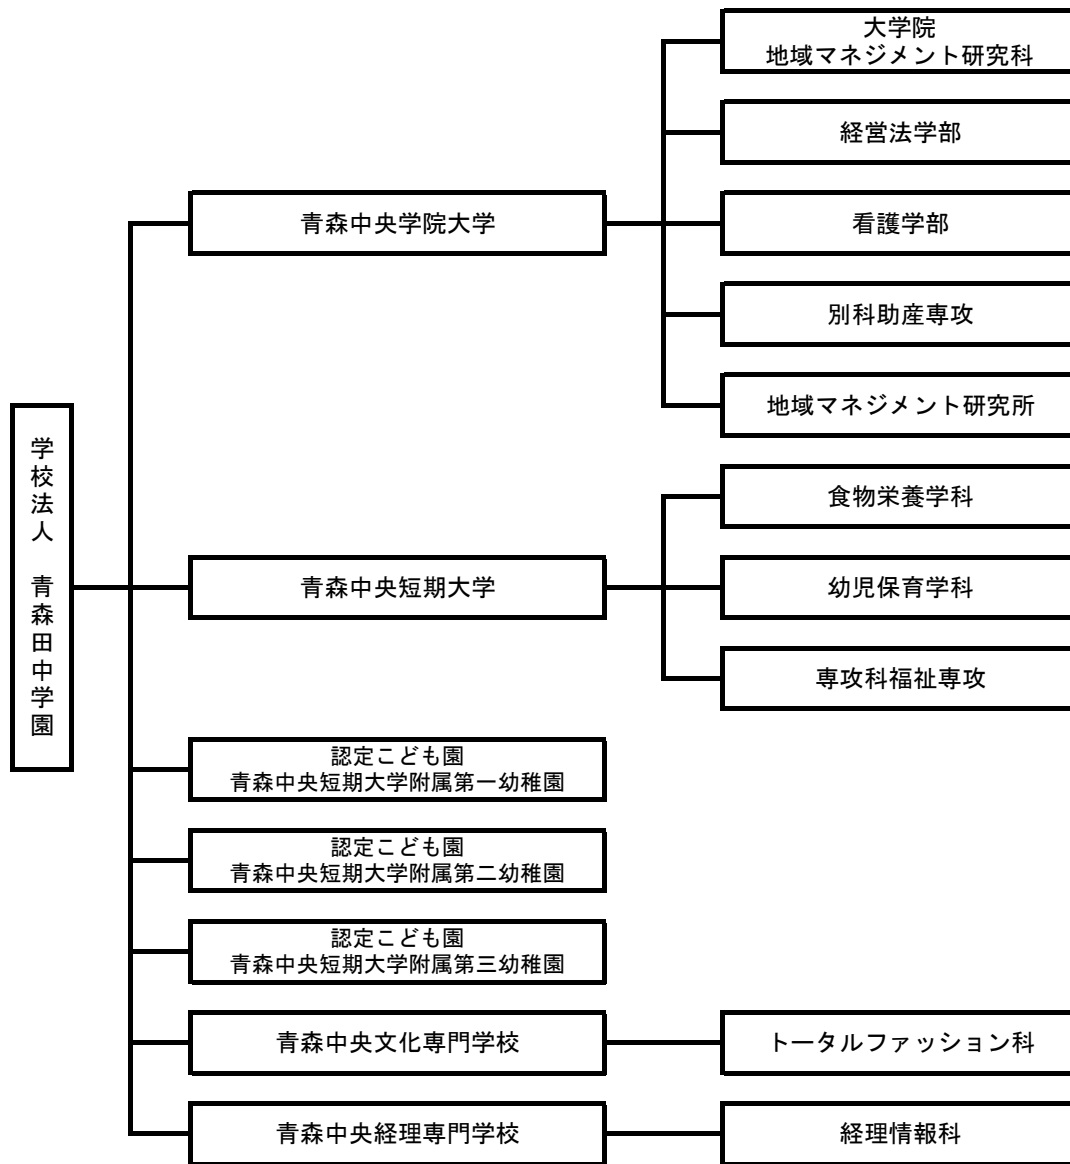 学校法人 青森田中学園
青森中央学院大学
大学院
地域マネジメント研究科
経営法学部
看護学部
別科助産専攻
地域マネジメント研究所
青森中央短期大学
食物栄養学科
幼児保育学科
専攻科福祉専攻
認定こども園
青森中央短期大学附属第一幼稚園
認定こども園
青森中央短期大学附属第二幼稚園
認定こども園
青森中央短期大学附属第三幼稚園
青森中央文化専門学校
トータルファッション科
青森中央経理専門学校
経理情報科